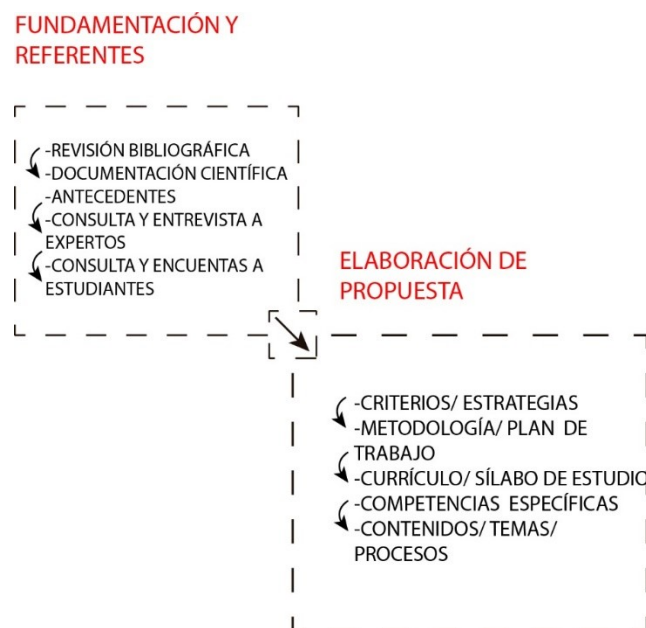 FUNDAMENTACIÓN Y
REFERENTES
-REVISIÓN BIBLIOGRÁFICA
-DOCUMENTACIÓN CIENTÍFICA
-ANTECEDENTES
-CONSULTA Y ENTREVISTA A
EXPERTOS
-CONSULTA Y ENCUENTAS A
ESTUDIANTES
ELABORACIÓN DE
PROPUESTA
-CRITERIOS/ ESTRATEGIAS
-METODOLOGÍA/ PLAN DE
TRABAJO
-CURRÍCULO/ SÍLABO DE ESTUDIO
-COMPETENCIAS ESPECÍFICAS
-CONTENIDOS/ TEMAS/
PROCESOS